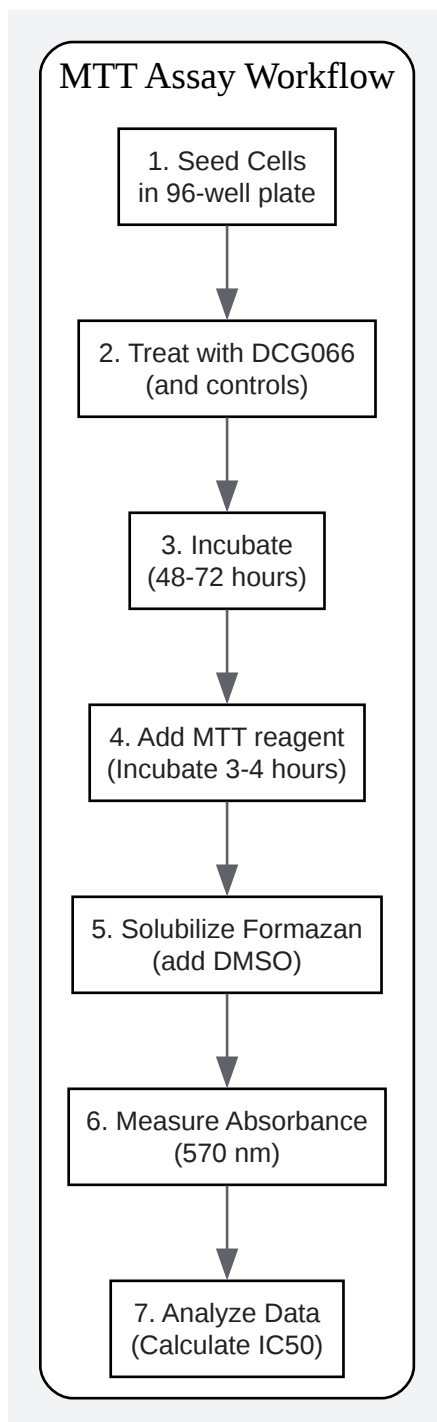 MTT Assay Workflow
1. Seed Cells
in 96-well plate
2. Treat with DCG066
(and controls)
3. Incubate
(48-72 hours)
4. Add MTT reagent
(Incubate 3-4 hours)
5. Solubilize Formazan
(add DMSO)
6. Measure Absorbance
(570 nm)
7. Analyze Data
(Calculate IC50)